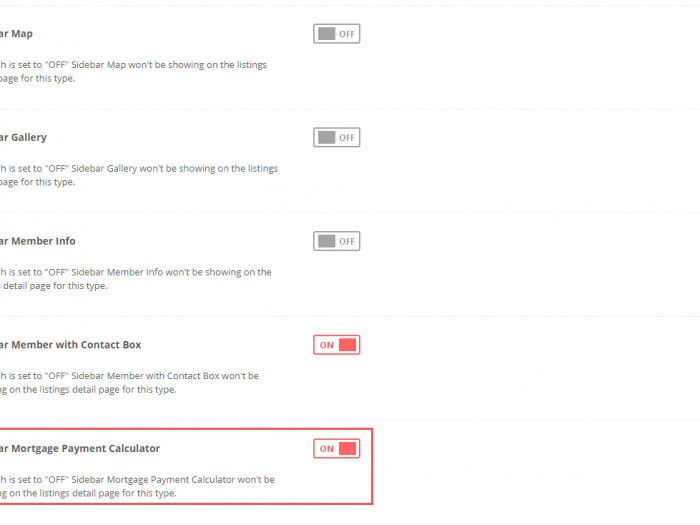 ar Map
OFF
h is set to "OFF" Sidebar Map won't be showing on the listings
page for this type.
ar Gallery
OFF
h is set to "OFF" Sidebar Gallery won't be showing on the listings
page for this type.
ar Member Info
OFF
h is set to "OFF" Sidebar Member Info won't be showing on the
detail page for this type.
ar Member with Contact Box
ON
h is set to "OFF" Sidebar Member with Contact Box won't be
g on the listings detail page for this type.
ar Mortgage Payment Calculator
ON
h is set to "OFF" Sidebar Mortgage Payment Calculator won't be
g on the listings detail page for this type.